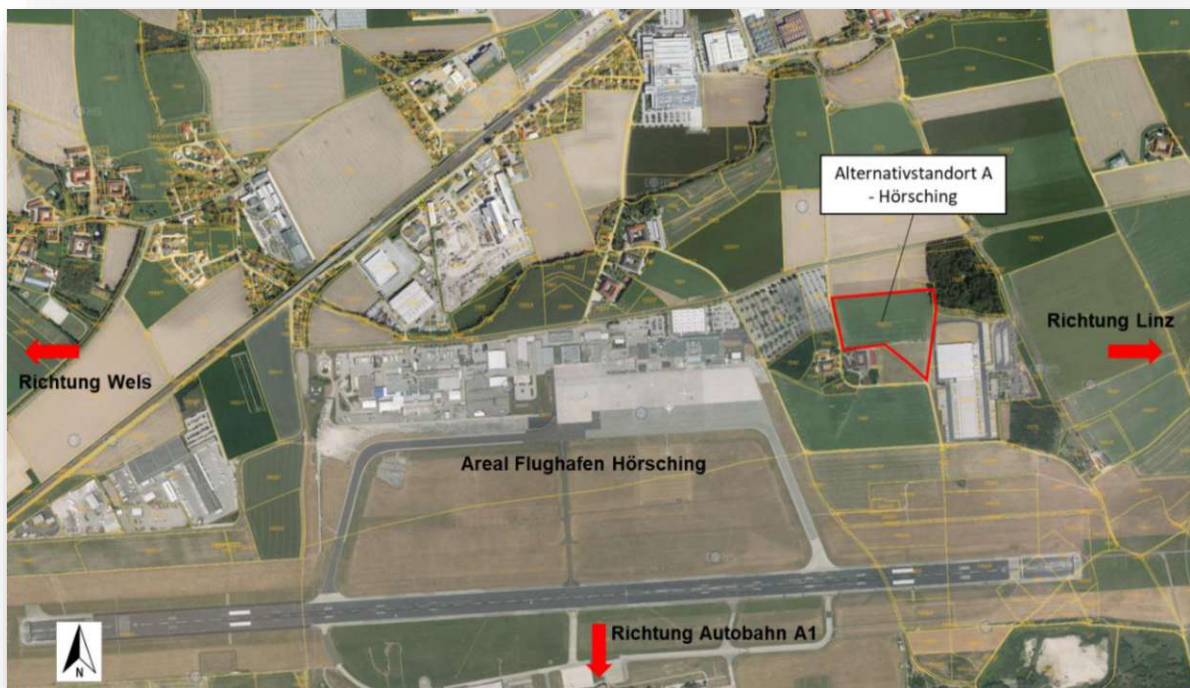 Alternativstandort A
- Hörsching
Richtung Linz
Richtung Wels
Areal Flughafen Hörsching
Richtung Autobahn A1
N